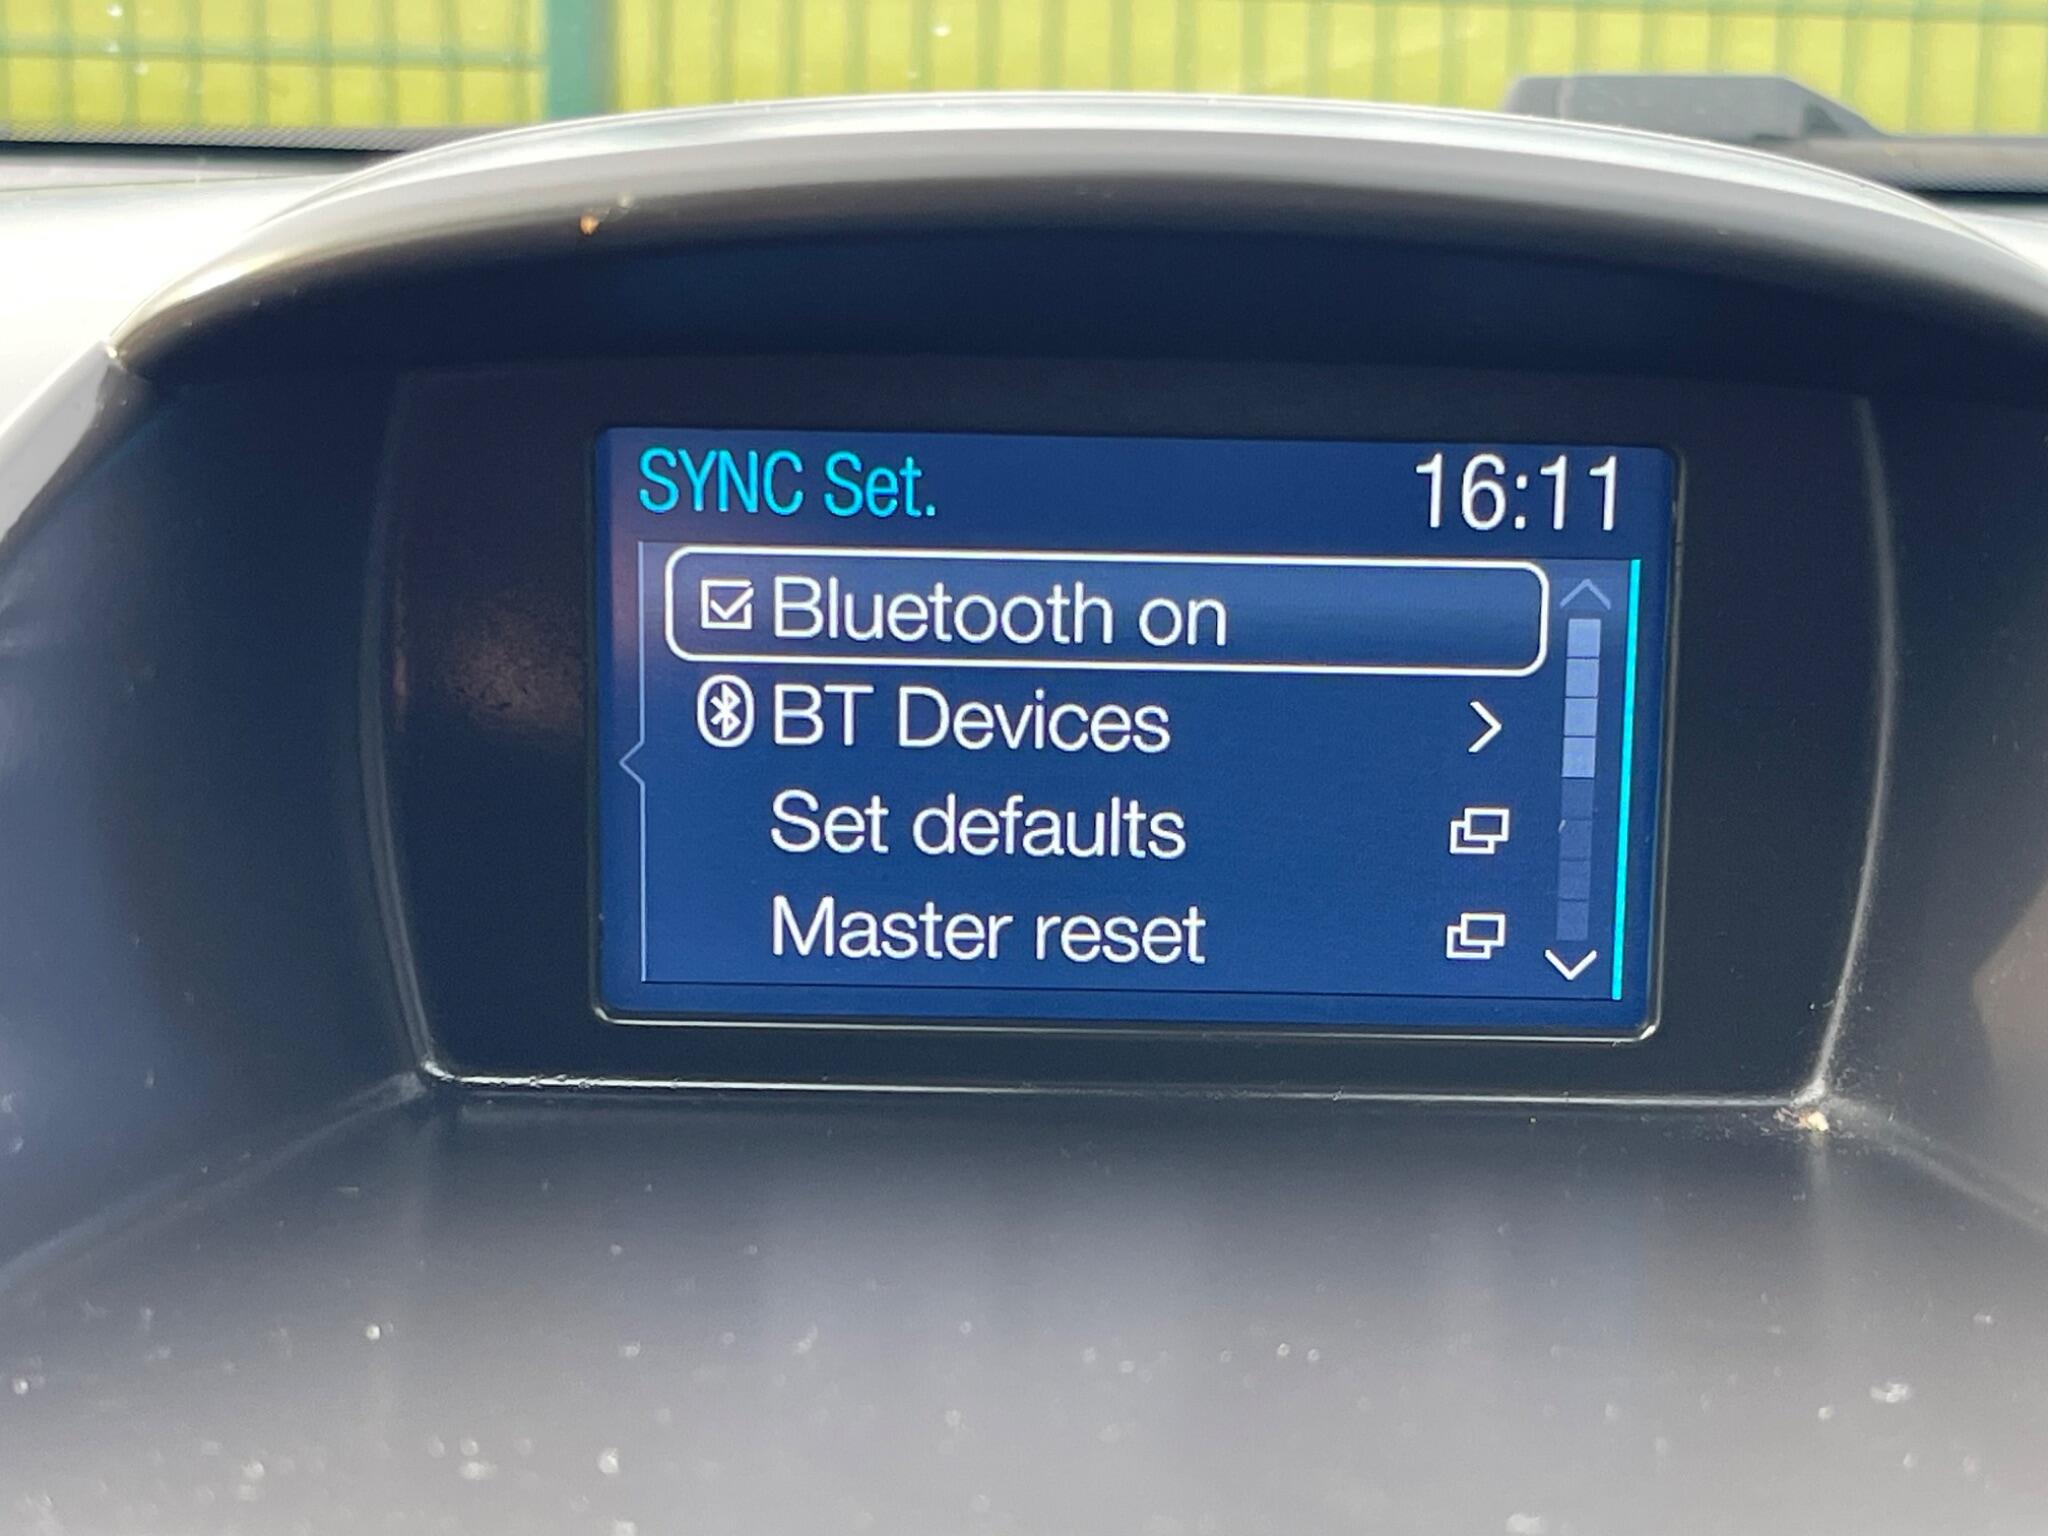 SYNC Set. 16:11
Bluetooth on
BT Devices
Set defaults
Master reset